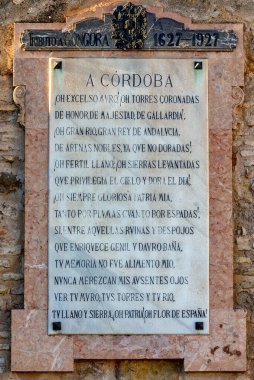 TRIBUTO A GÓNGORA 1627-1927
A CÓRDOBA
¡OH EXCELSO MVRO, ¡OH TORRES CORONADAS
DE HONOR, DE MAJESTAD, DE GALLARDÍA!
¡OH GRAN RIO, GRAN REY DE ANDALVCIA,
DE ARENAS NOBLES, YA QVE NO DORADAS!
¡OH FERTIL LLANO, ¡OH SIERRAS LEVANTADAS
QVE PRIVILEGIA EL CIELO Y DORA EL DIA!
¡OH SIEMPRE GLORIOSA PATRIA MIA,
TANTO POR PLVMAS CVANTO POR ESPADAS!
SI ENTRE AQVELLAS RVINAS Y DESPOJOS
QVE ENRIQVECE GENIL Y DAVRO BAÑA,
TV MEMORIA NO FVE ALIMENTO MIO,
NVNCA MEREZCAN MIS AVSENTES OJOS
VER TV MVRO, TVS TORRES Y TV RIO,
TV LLANO Y SIERRA, ¡OH PATRIA!, ¡OH FLOR DE ESPAÑA!